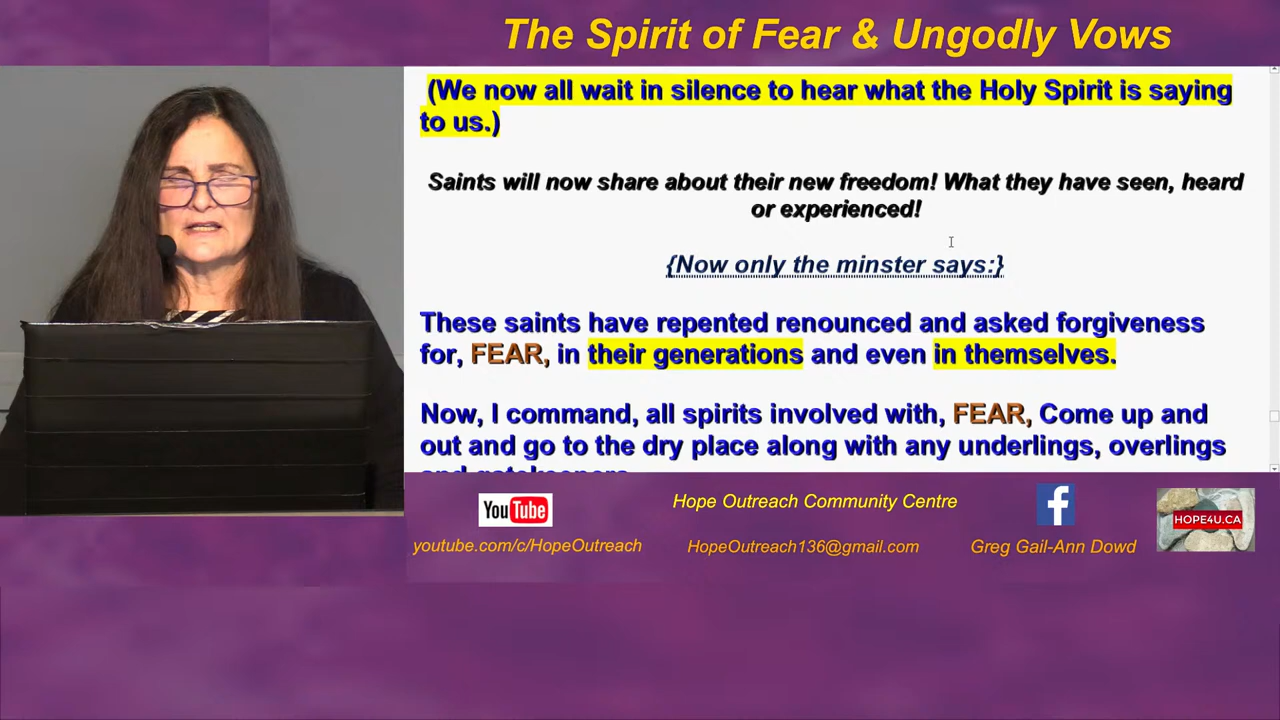 The Spirit of Fear & Ungodly Vows
(We now all wait in silence to hear what the Holy Spirit is saying
to us.)
Saints will now share about their new freedom! What they have seen, heard
or experienced!
{Now only the minster says:}
These saints have repented renounced and asked forgiveness
for, FEAR, in their generations and even in themselves.
Now, I command, all spirits involved with, FEAR, Come up and
out and go to the dry place along with any underlings, overlings
YouTube
Hope Outreach Community Centre
HOPE4U.CA
youtube.com/c/HopeOutreach
HopeOutreach136@gmail.com
Greg Gail-Ann Dowd